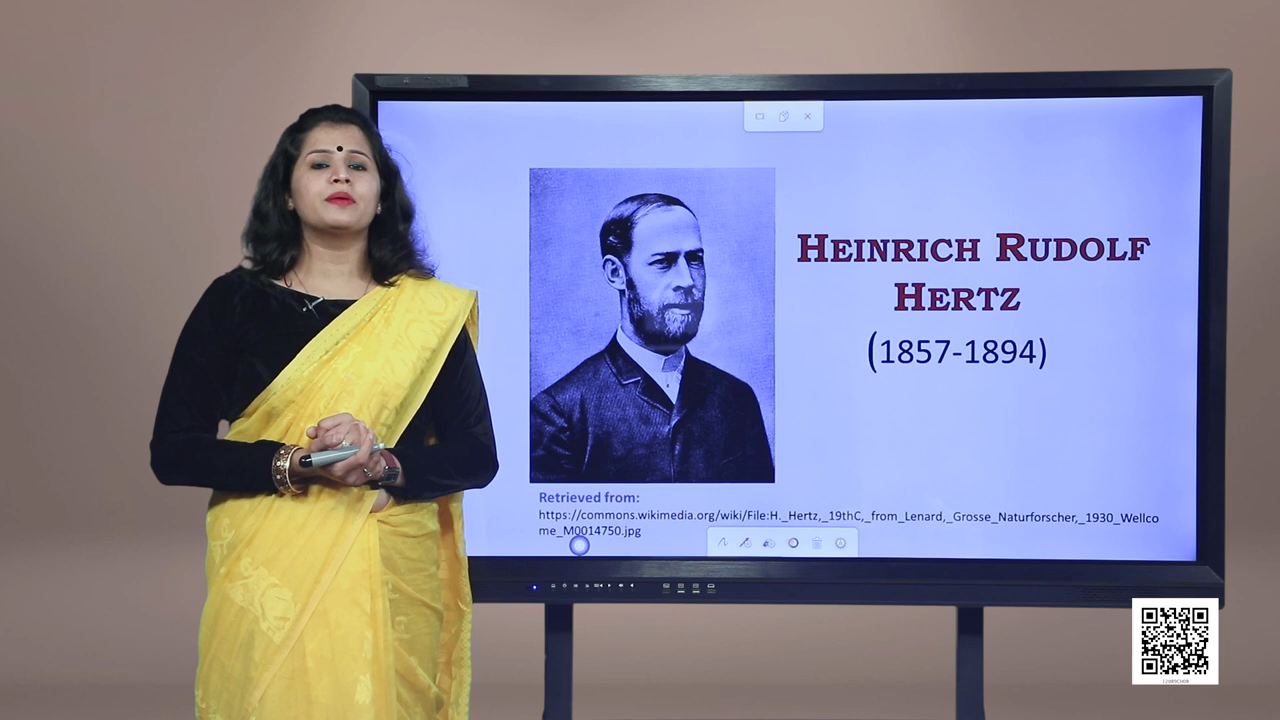 HEINRICH RUDOLF
HERTZ
(1857-1894)
Retrieved from:
https://commons.wikimedia.org/wiki/File:H._Hertz,_19thC,_from_Lenard,_Grosse_Naturforscher,_1930_Wellco
me_M0014750.jpg